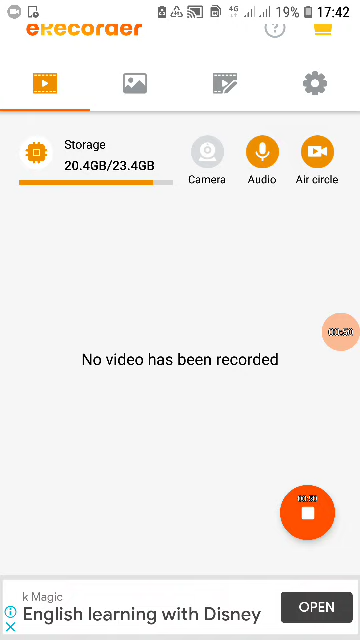 4G 19% 17:42
eRecorder
Storage
20.4GB/23.4GB
Camera
Audio
Air circle
No video has been recorded
k Magic
English learning with Disney
OPEN